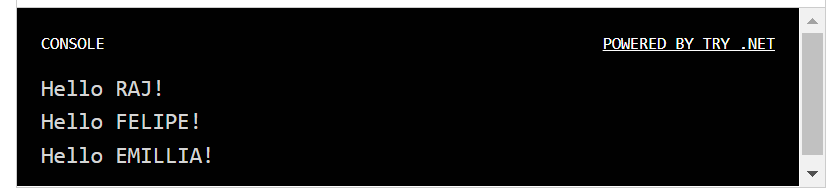 CONSOLE
POWERED BY TRY .NET
Hello RAJ!
Hello FELIPE!
Hello EMILLIA!